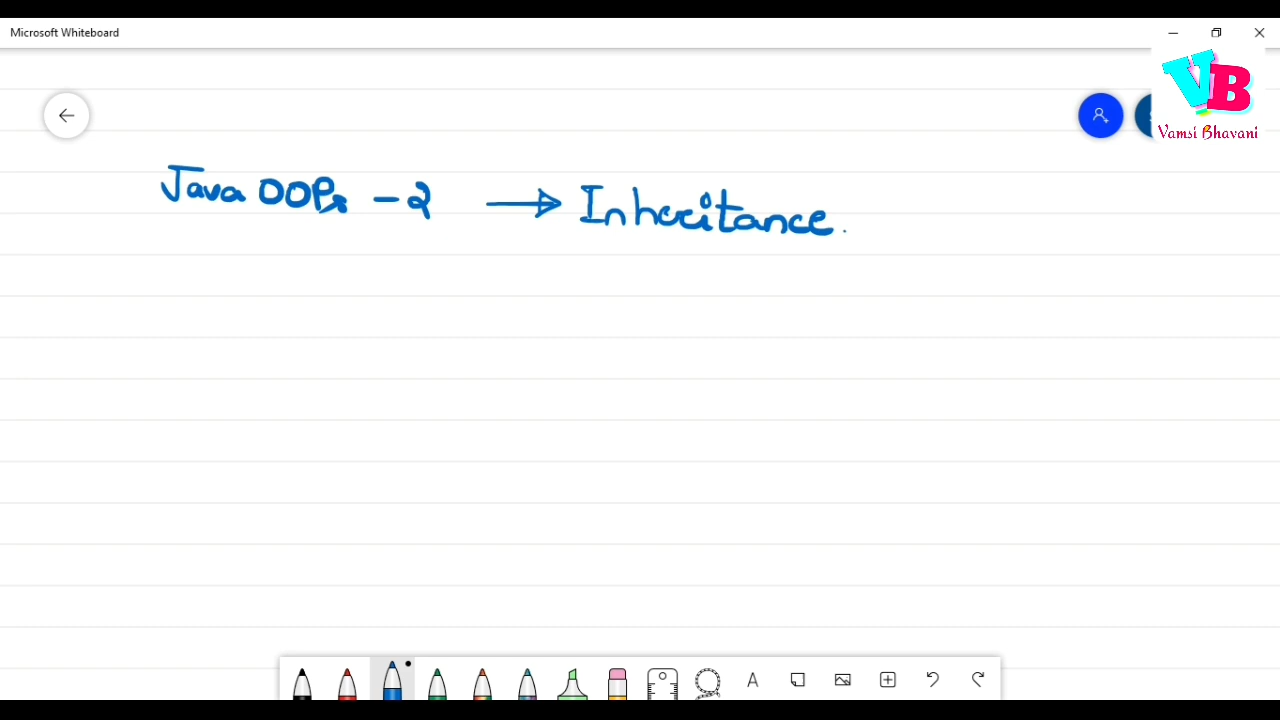 Microsoft Whiteboard
VB
Vamsi Bhavani
Java OOPs - 2 → Inheritance.
A